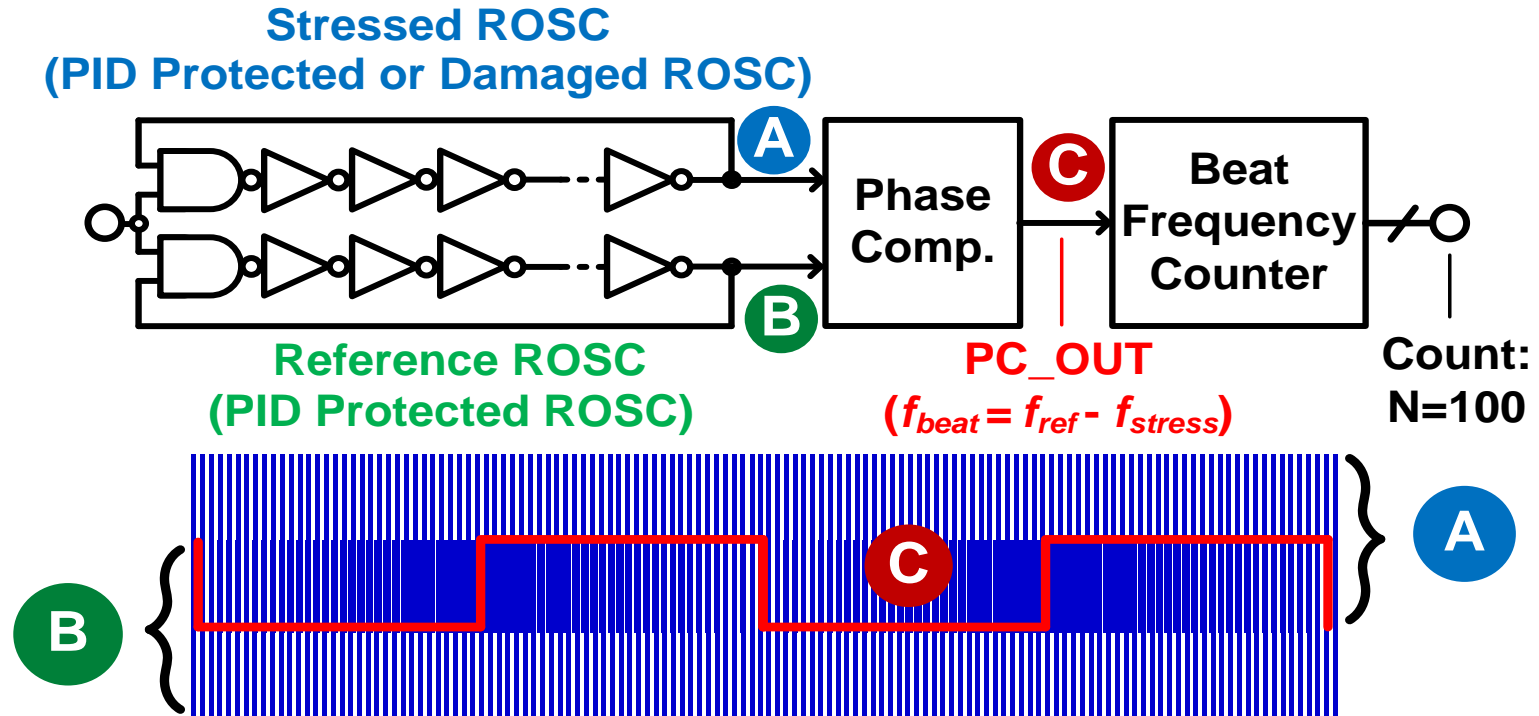 Stressed ROSC
(PID Protected or Damaged ROSC)
A
C
Phase
Comp.
Beat
Frequency
Counter
B
Reference ROSC
(PID Protected ROSC)
PC_OUT
(fbeat = fref - fstress)
Count:
N=100
A
C
B